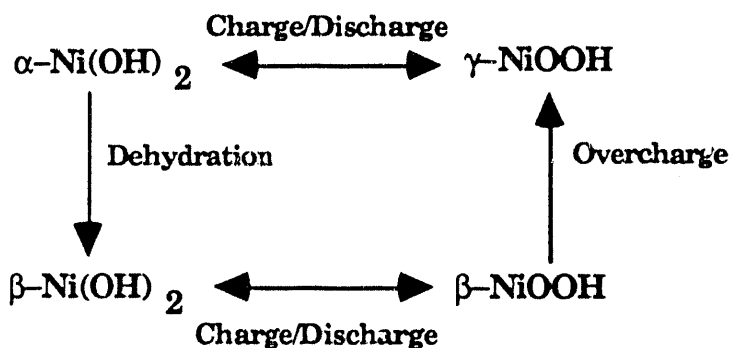 Charge/Discharge
α–Ni(OH) 2
γ–NiOOH
Dehydration
Overcharge
β–Ni(OH) 2
β–NiOOH
Charge/Discharge